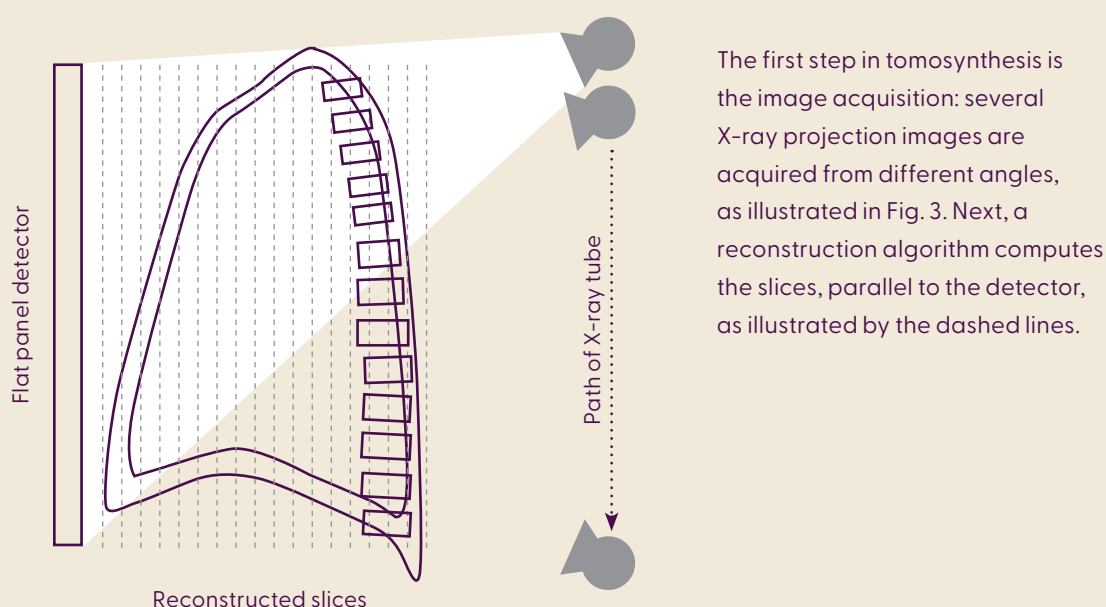 Flat panel detector
Reconstructed slices
Path of X-ray tube
The first step in tomosynthesis is
the image acquisition: several
X-ray projection images are
acquired from different angles,
as illustrated in Fig. 3. Next, a
reconstruction algorithm computes
the slices, parallel to the detector,
as illustrated by the dashed lines.